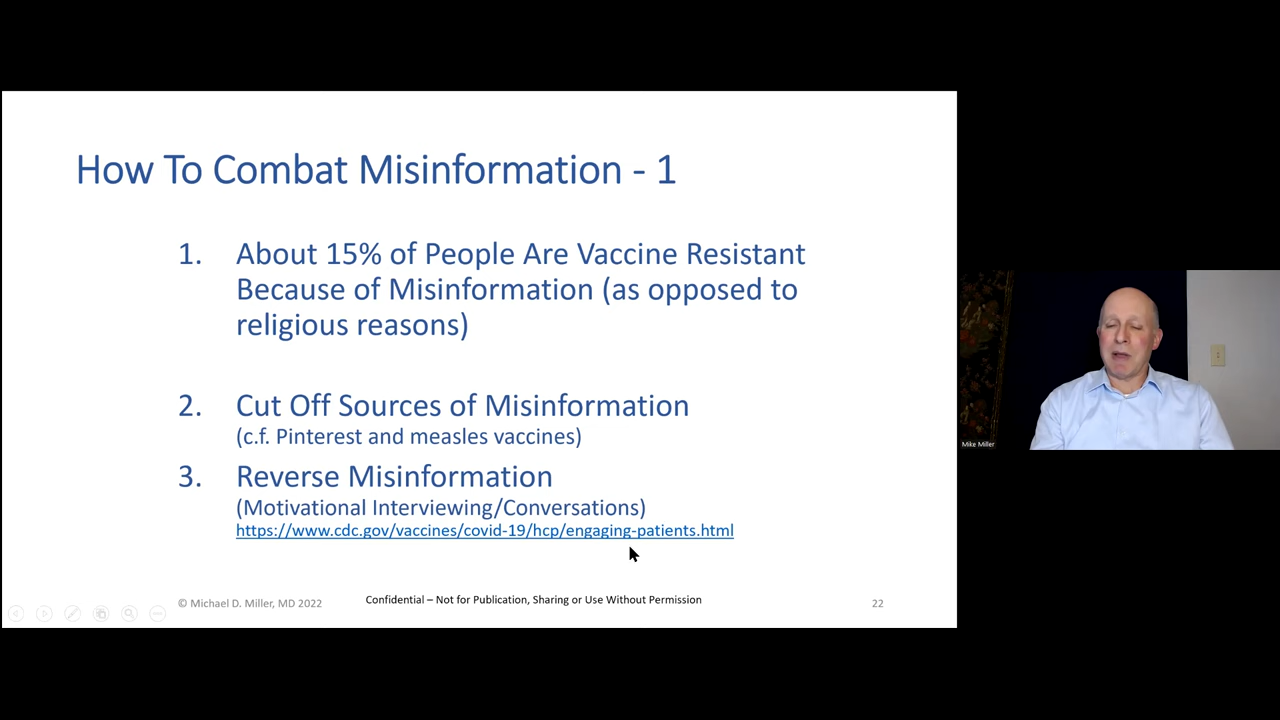 How To Combat Misinformation - 1
1. About 15% of People Are Vaccine Resistant
Because of Misinformation (as opposed to
religious reasons)
2. Cut Off Sources of Misinformation
(c.f. Pinterest and measles vaccines)
3. Reverse Misinformation
(Motivational Interviewing/Conversations)
https://www.cdc.gov/vaccines/covid-19/hcp/engaging-patients.html
© Michael D. Miller, MD 2022
Confidential – Not for Publication, Sharing or Use Without Permission
22
Mike Miller